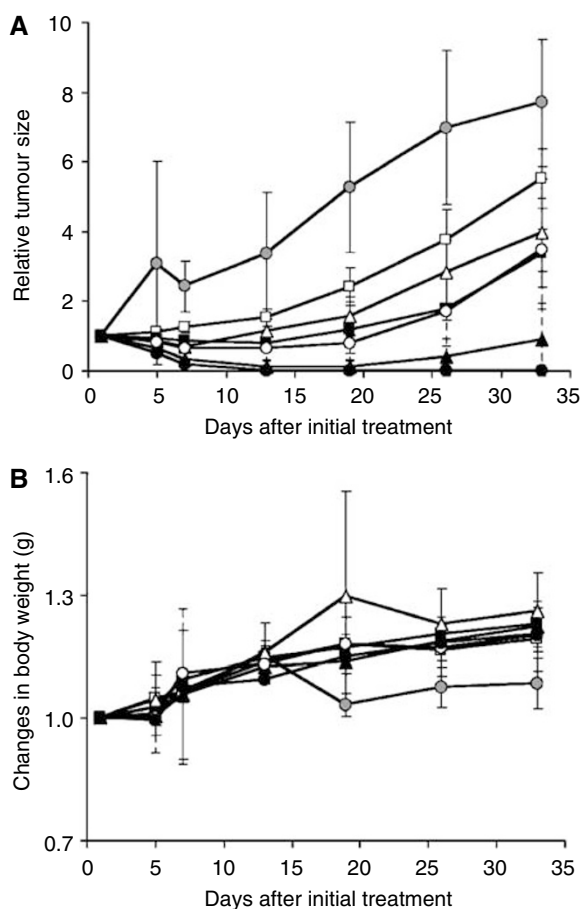 A
10
8
6
4
2
0
Relative tumour size
0 5 10 15 20 25 30 35
Days after initial treatment
B
1.6
1.3
1.0
0.7
Changes in body weight (g)
0 5 10 15 20 25 30 35
Days after initial treatment